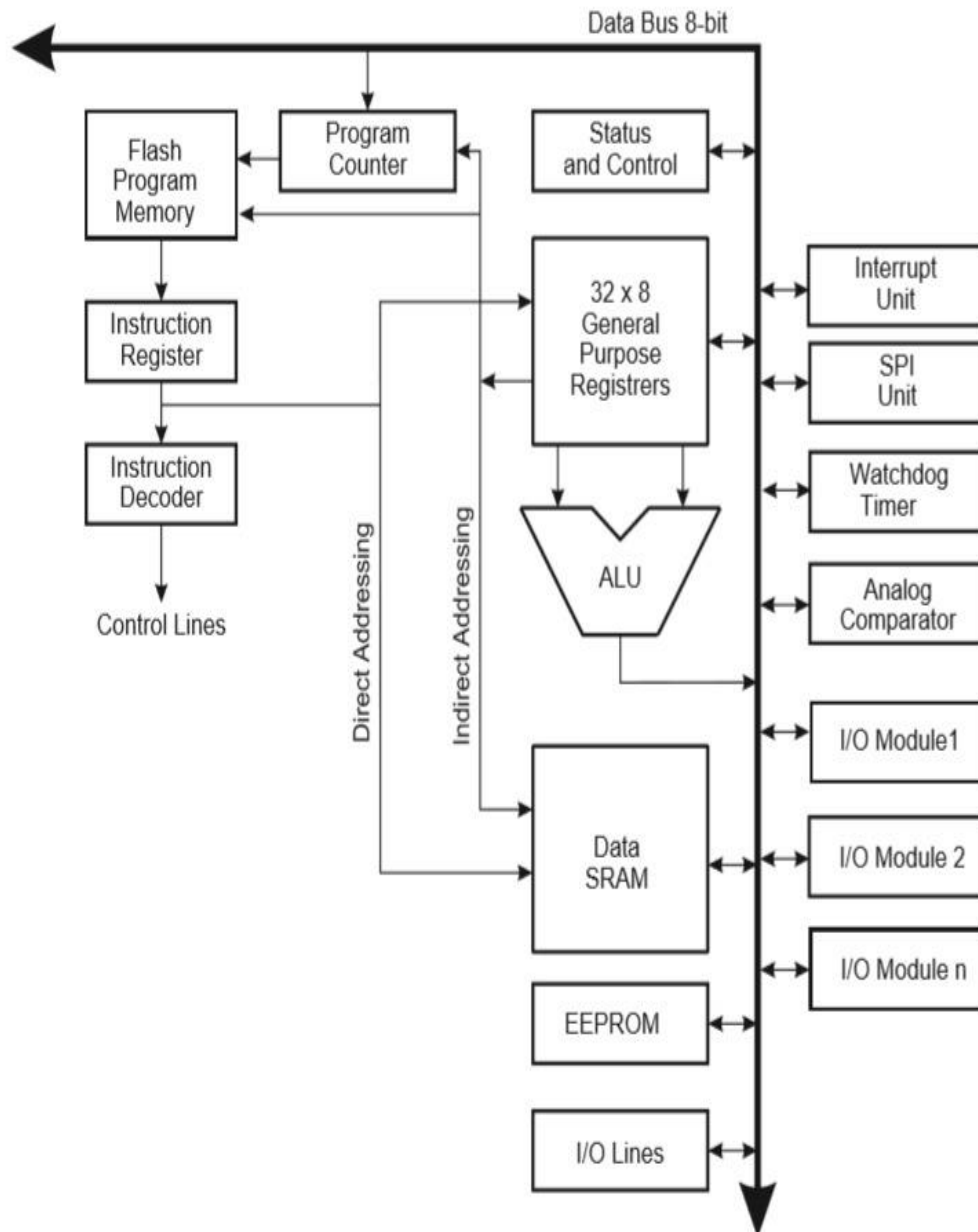 Data Bus 8-bit
Flash
Program
Memory
Program
Counter
Status
and Control
Instruction
Register
32 x 8
General
Purpose
Registrers
Interrupt
Unit
SPI
Unit
Instruction
Decoder
Watchdog
Timer
Control Lines
Direct Addressing
Indirect Addressing
ALU
Analog
Comparator
I/O Module1
Data
SRAM
I/O Module 2
I/O Module n
EEPROM
I/O Lines